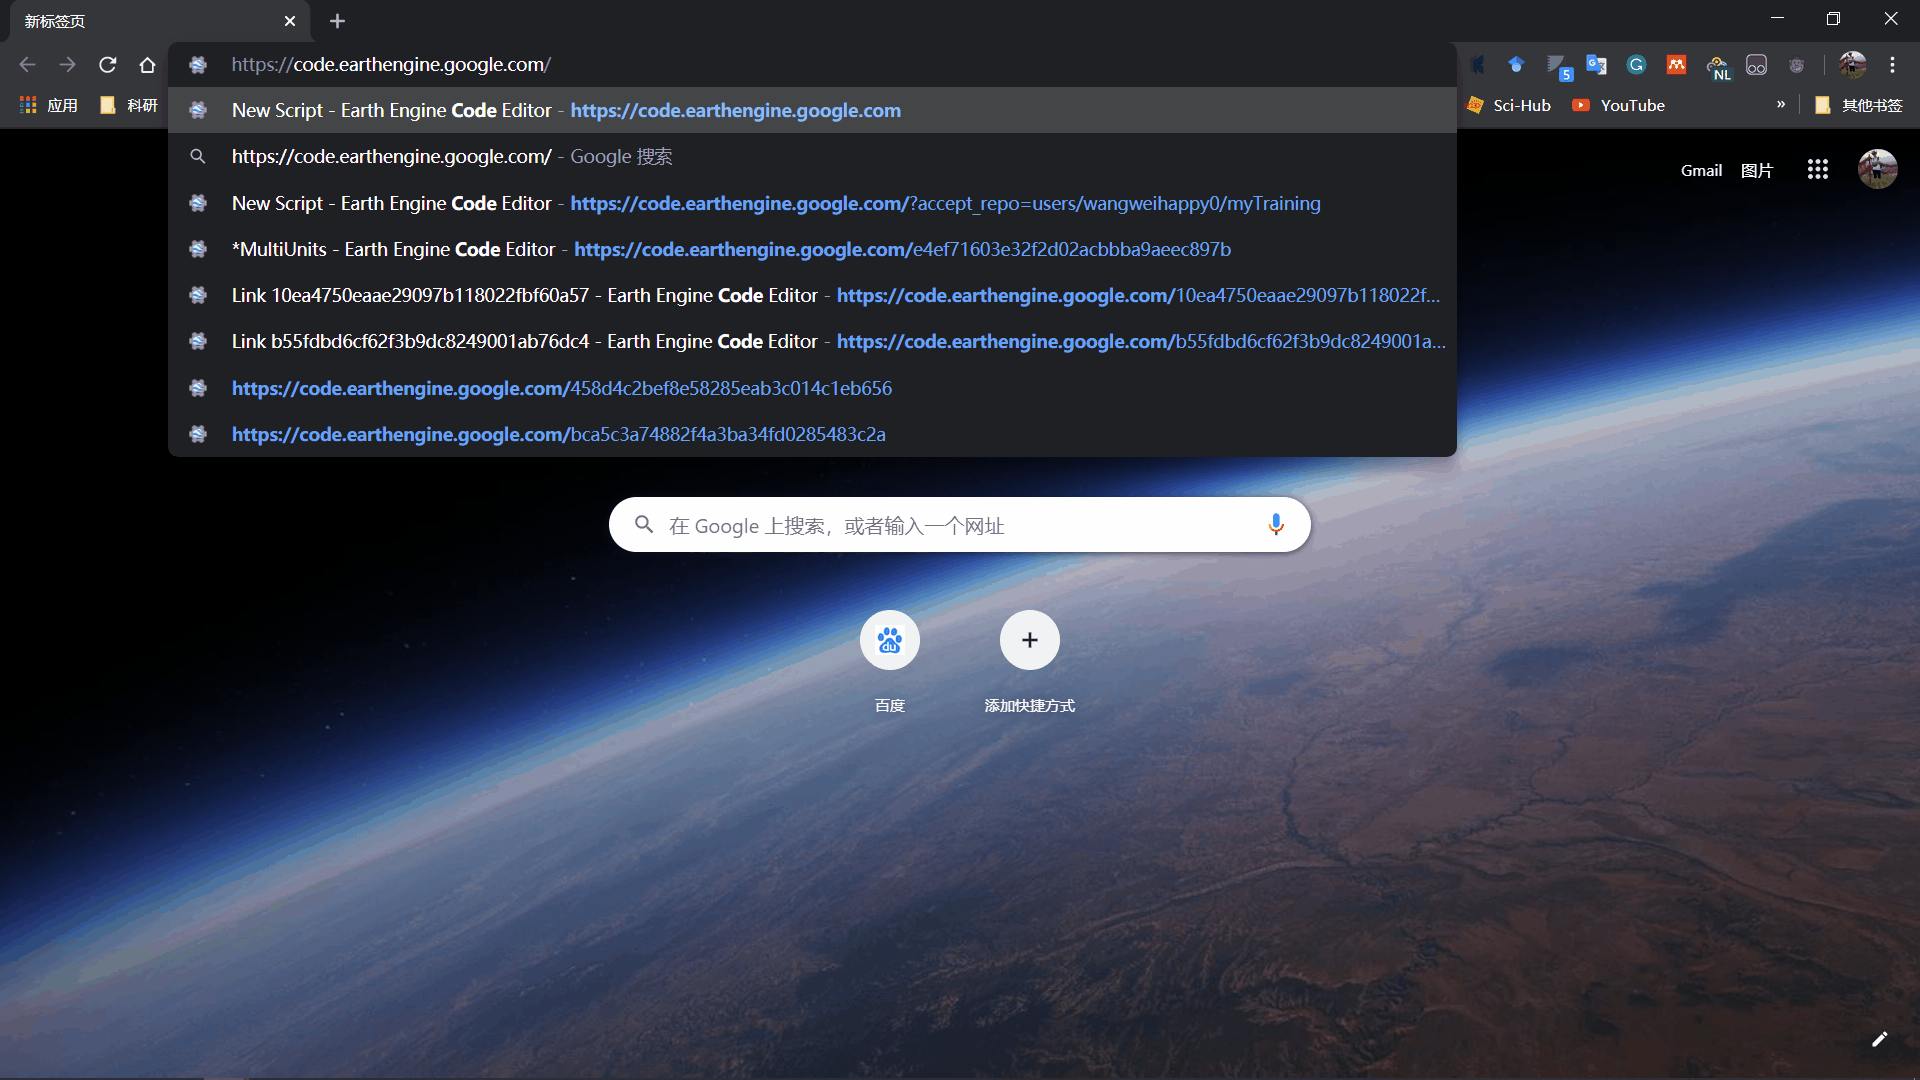 新标签页
https://code.earthengine.google.com/
5
NL
应用
科研
Sci-Hub
YouTube
»
其他书签
New Script - Earth Engine Code Editor - https://code.earthengine.google.com
https://code.earthengine.google.com/ - Google 搜索
New Script - Earth Engine Code Editor - https://code.earthengine.google.com/?accept_repo=users/wangweihappy0/myTraining
*MultiUnits - Earth Engine Code Editor - https://code.earthengine.google.com/e4ef71603e32f2d02acbbba9aeec897b
Link 10ea4750eaae29097b118022fbf60a57 - Earth Engine Code Editor - https://code.earthengine.google.com/10ea4750eaae29097b118022f...
Link b55fdbd6cf62f3b9dc8249001ab76dc4 - Earth Engine Code Editor - https://code.earthengine.google.com/b55fdbd6cf62f3b9dc8249001a...
https://code.earthengine.google.com/458d4c2bef8e58285eab3c014c1eb656
https://code.earthengine.google.com/bca5c3a74882f4a3ba34fd0285483c2a
Gmail 图片
在 Google 上搜索，或者输入一个网址
du
百度
添加快捷方式